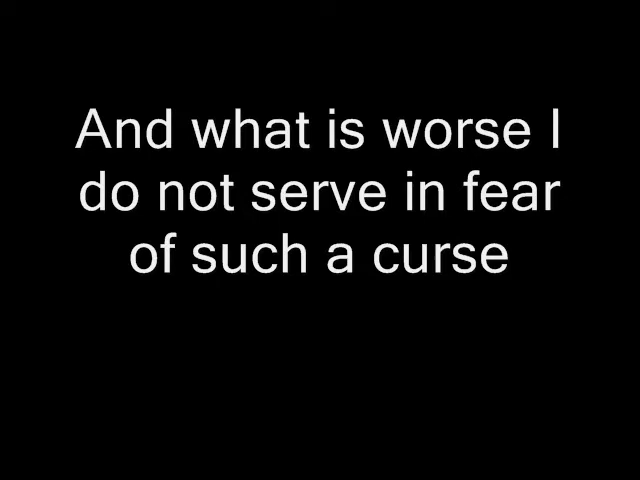 And what is worse I
do not serve in fear
of such a curse